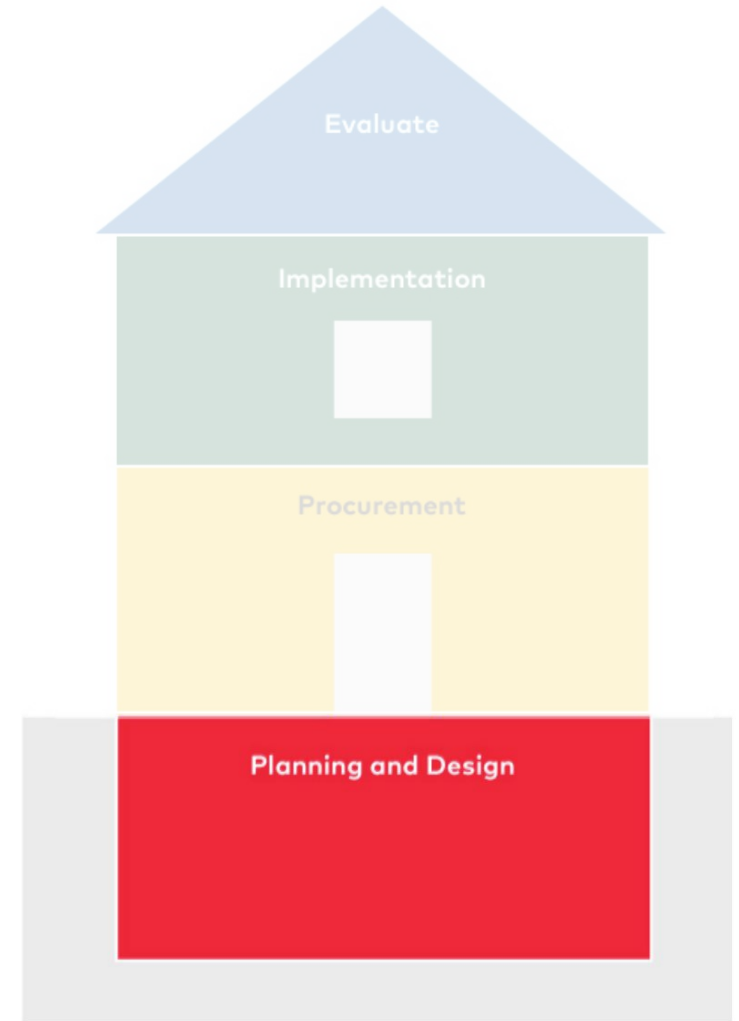 Evaluate
Implementation
Procurement
Planning and Design